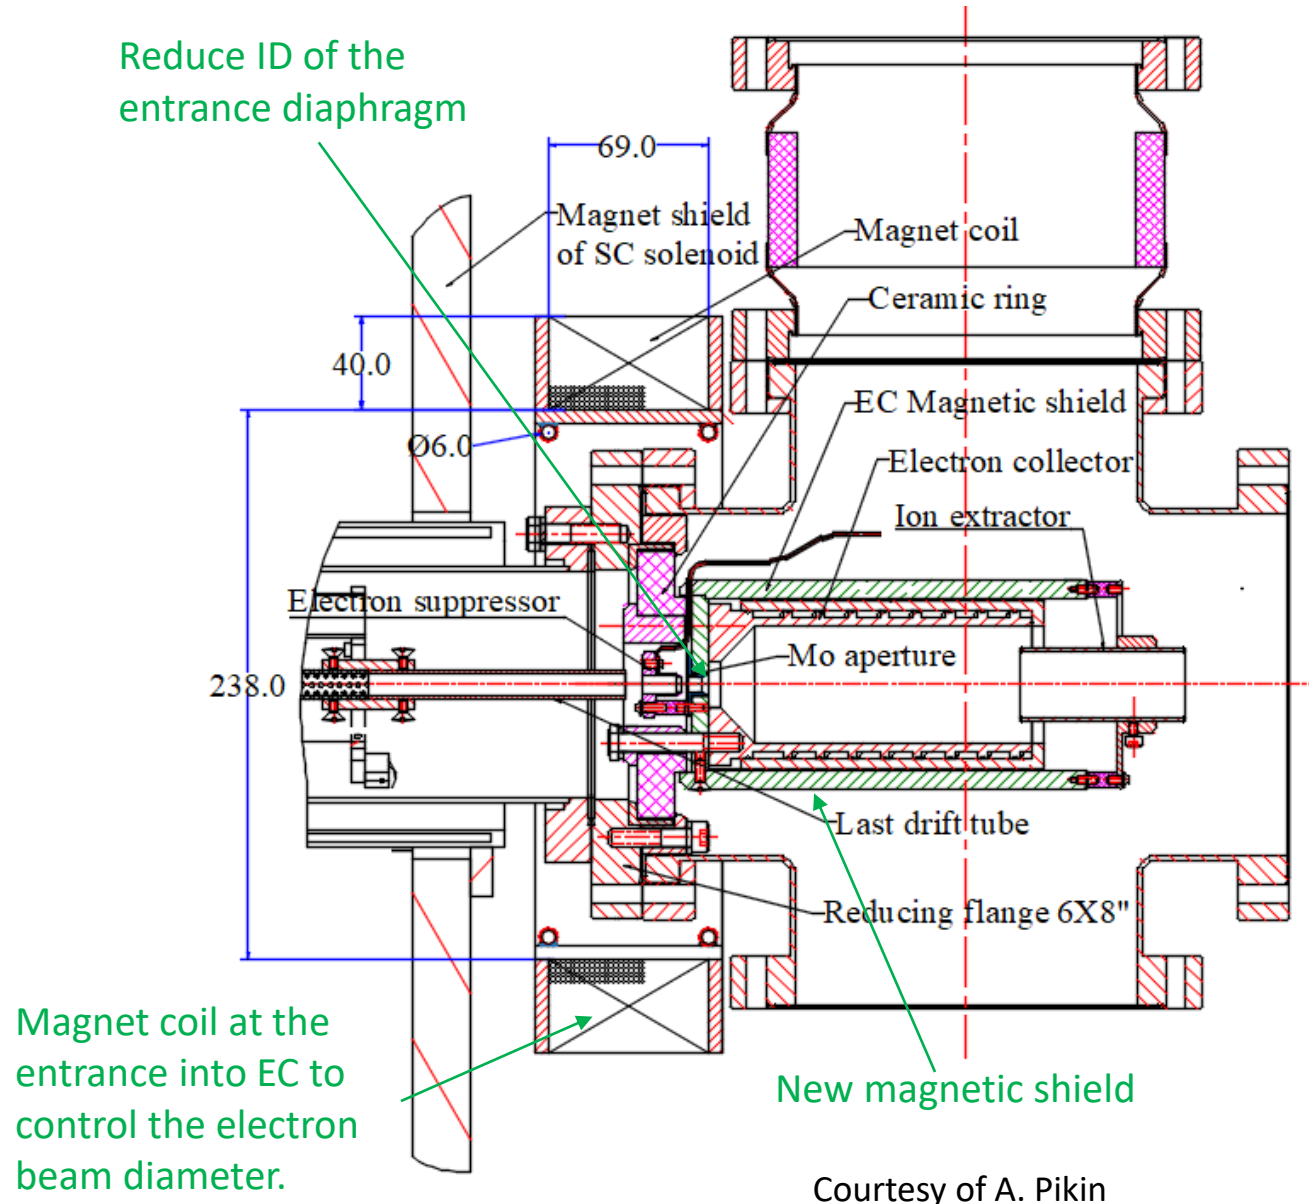 Reduce ID of the
entrance diaphragm
69.0
Magnet shield
of SC solenoid
Magnet coil
Ceramic ring
40.0
EC Magnetic shield
Ø6.0
Electron collector
Ion extractor
Electron suppressor
Mo aperture
238.0
Last drift tube
Reducing flange 6X8"
Magnet coil at the
entrance into EC to
control the electron
beam diameter.
New magnetic shield
Courtesy of A. Pikin